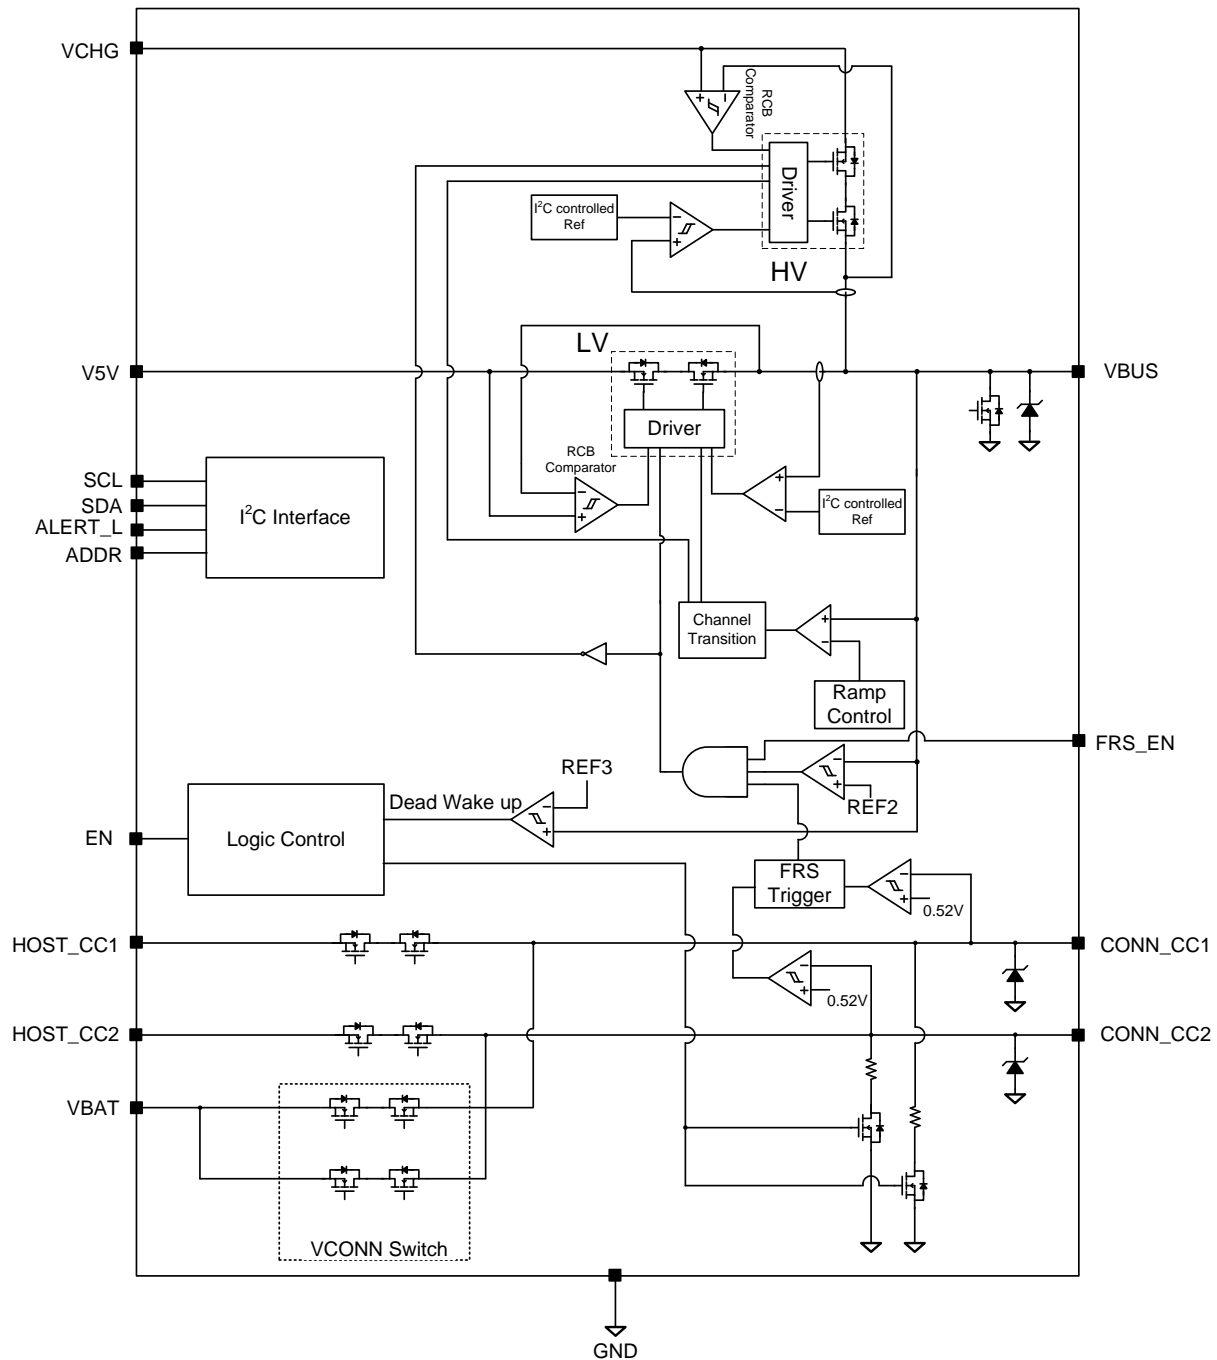 VCHG
RCB
Comparator
+
−
Driver
I²C controlled
Ref
−
+
HV
LV
V5V
VBUS
Driver
RCB
Comparator
−
+
+
−
I²C controlled
Ref
SCL
SDA
ALERT_L
ADDR
I²C Interface
Channel
Transition
+
−
Ramp
Control
FRS_EN
−
+
REF2
REF3
Dead Wake up
−
+
EN
Logic Control
FRS
Trigger
−
+
0.52V
HOST_CC1
CONN_CC1
−
+
0.52V
HOST_CC2
CONN_CC2
VBAT
VCONN Switch
GND